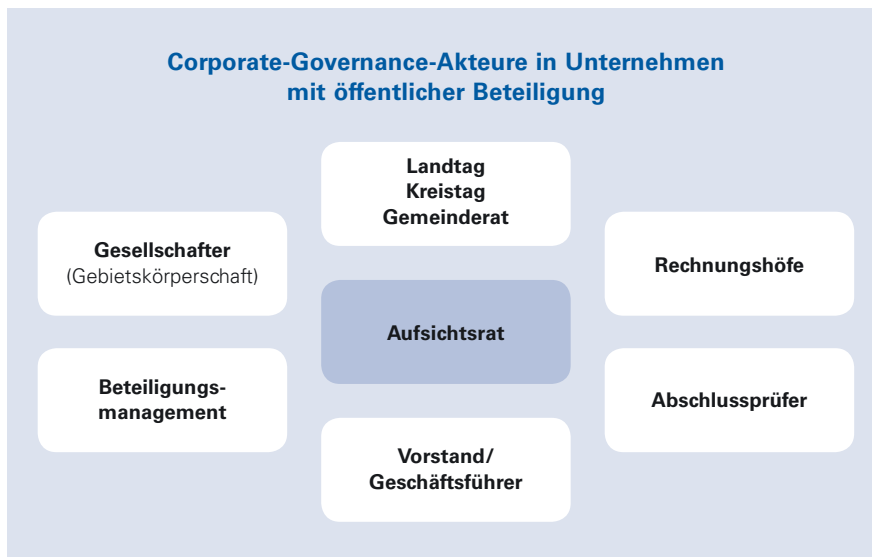 Corporate-Governance-Akteure in Unternehmen
mit öffentlicher Beteiligung
Landtag
Kreistag
Gemeinderat
Gesellschafter
(Gebietskörperschaft)
Rechnungshöfe
Aufsichtsrat
Beteiligungs-
management
Abschlussprüfer
Vorstand/
Geschäftsführer